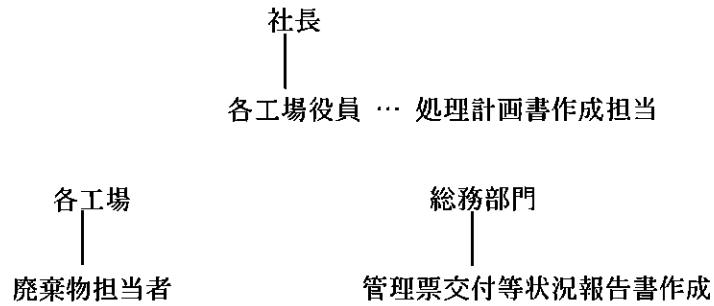 社長
各工場役員 … 処理計画書作成担当
各工場 総務部門
廃棄物担当者 管理票交付等状況報告書作成